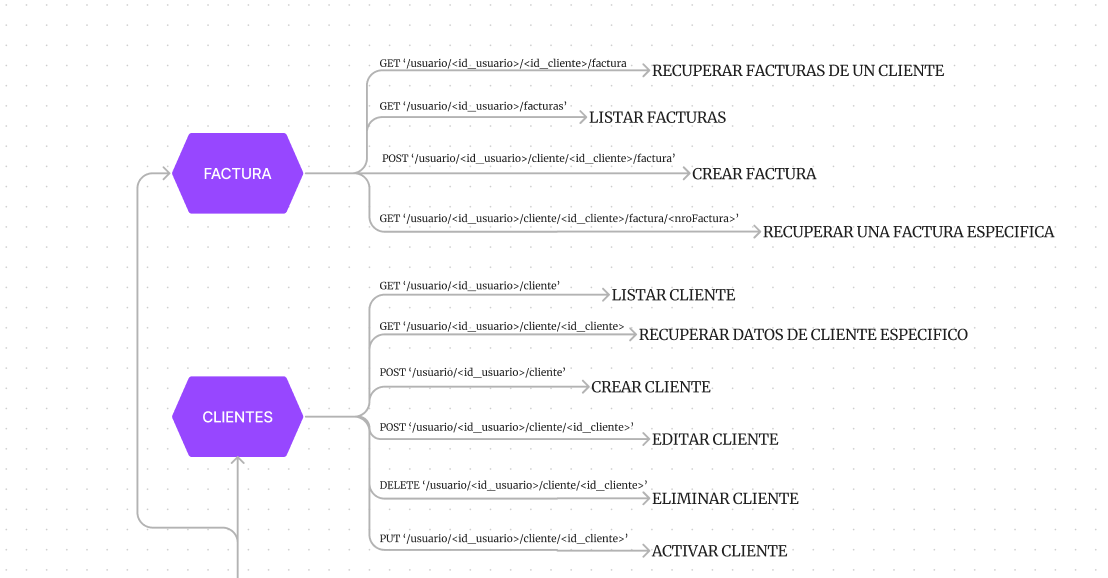 GET ‘/usuario/<id_usuario>/<id_cliente>/factura
RECUPERAR FACTURAS DE UN CLIENTE
GET ‘/usuario/<id_usuario>/facturas’
LISTAR FACTURAS
POST ‘/usuario/<id_usuario>/cliente/<id_cliente>/factura’
FACTURA
CREAR FACTURA
GET ‘/usuario/<id_usuario>/cliente/<id_cliente>/factura/<nroFactura>’
RECUPERAR UNA FACTURA ESPECIFICA
GET ‘/usuario/<id_usuario>/cliente’
LISTAR CLIENTE
GET ‘/usuario/<id_usuario>/cliente/<id_cliente>
RECUPERAR DATOS DE CLIENTE ESPECIFICO
POST ‘/usuario/<id_usuario>/cliente’
CREAR CLIENTE
CLIENTES
POST ‘/usuario/<id_usuario>/cliente/<id_cliente>’
EDITAR CLIENTE
DELETE ‘/usuario/<id_usuario>/cliente/<id_cliente>’
ELIMINAR CLIENTE
PUT ‘/usuario/<id_usuario>/cliente/<id_cliente>’
ACTIVAR CLIENTE